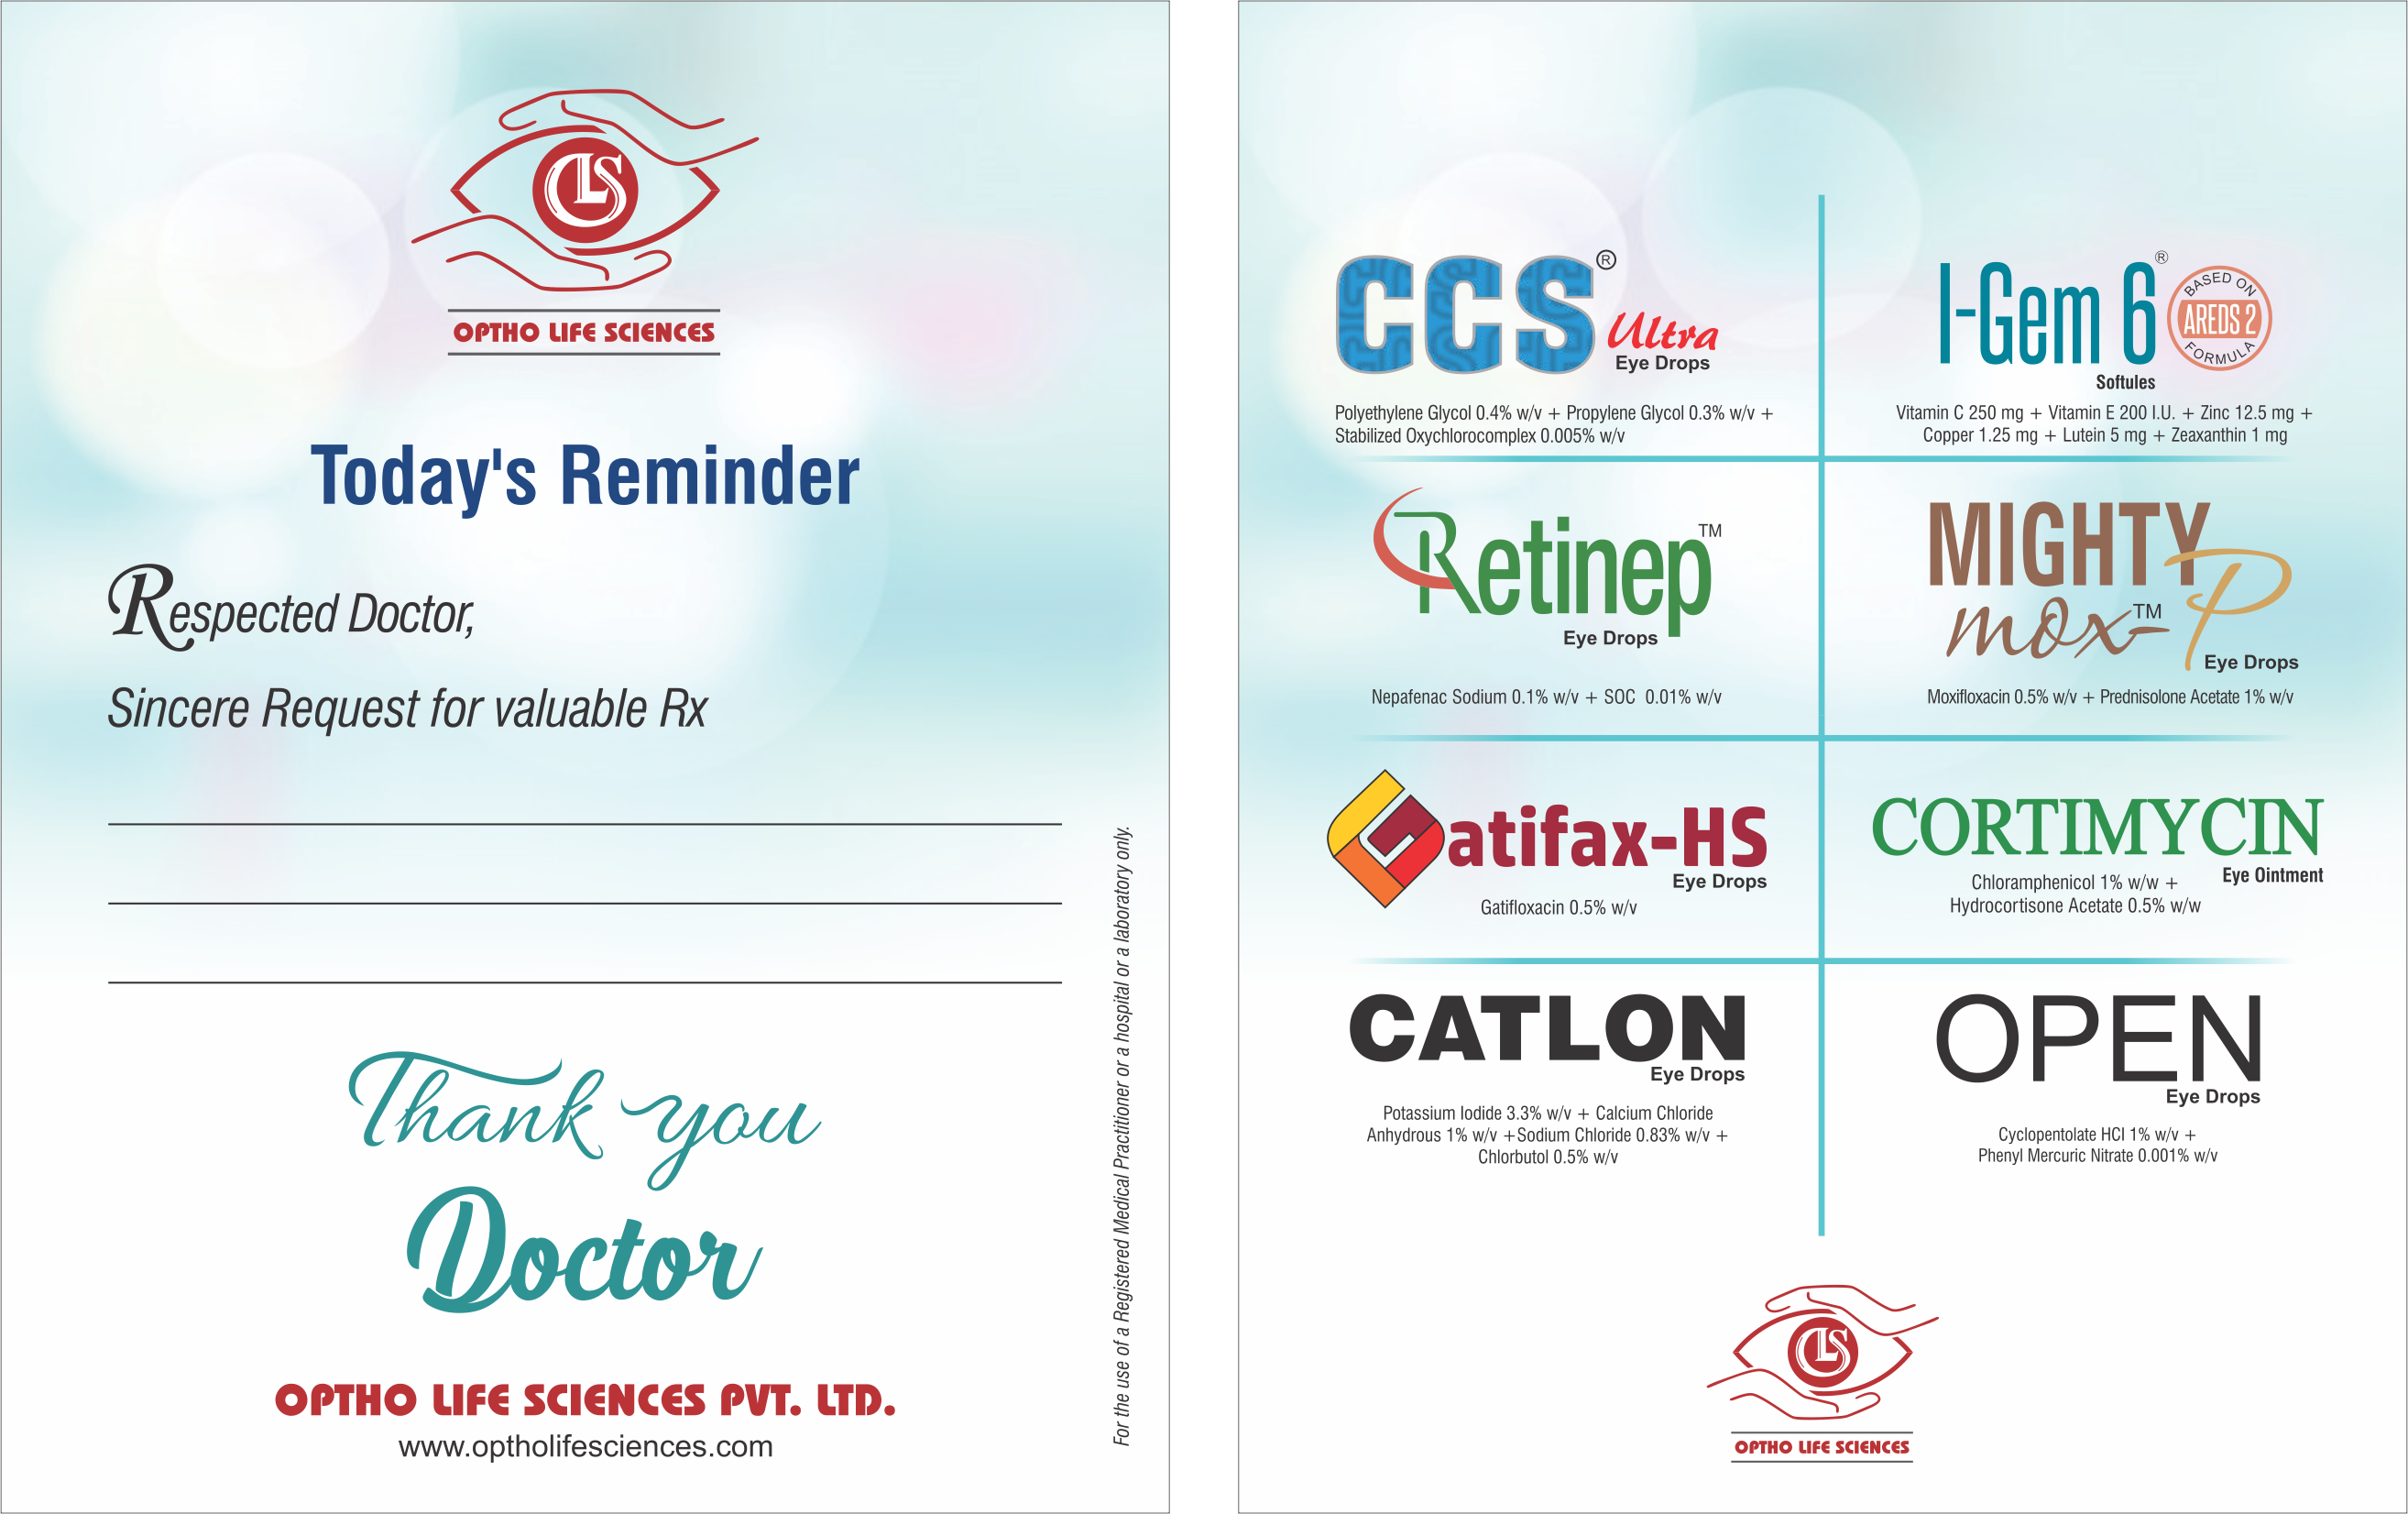 CLS
OPTHO LIFE SCIENCES
Today's Reminder
Respected Doctor,
Sincere Request for valuable Rx
Thank you
Doctor
OPTHO LIFE SCIENCES PVT. LTD.
www.optholifesciences.com
For the use of a Registered Medical Practitioner or a hospital or a laboratory only.
CCS® Ultra
Eye Drops
Polyethylene Glycol 0.4% w/v + Propylene Glycol 0.3% w/v +
Stabilized Oxychlorocomplex 0.005% w/v
I-Gem 6®
BASED ON
AREDS 2
FORMULA
Softules
Vitamin C 250 mg + Vitamin E 200 I.U. + Zinc 12.5 mg +
Copper 1.25 mg + Lutein 5 mg + Zeaxanthin 1 mg
Retinep™
Eye Drops
Nepafenac Sodium 0.1% w/v + SOC 0.01% w/v
MIGHTY
mox-™P
Eye Drops
Moxifloxacin 0.5% w/v + Prednisolone Acetate 1% w/v
Gatifax-HS
Eye Drops
Gatifloxacin 0.5% w/v
CORTIMYCIN
Eye Ointment
Chloramphenicol 1% w/w +
Hydrocortisone Acetate 0.5% w/w
CATLON
Eye Drops
Potassium Iodide 3.3% w/v + Calcium Chloride
Anhydrous 1% w/v +Sodium Chloride 0.83% w/v +
Chlorbutol 0.5% w/v
OPEN
Eye Drops
Cyclopentolate HCl 1% w/v +
Phenyl Mercuric Nitrate 0.001% w/v
CLS
OPTHO LIFE SCIENCES